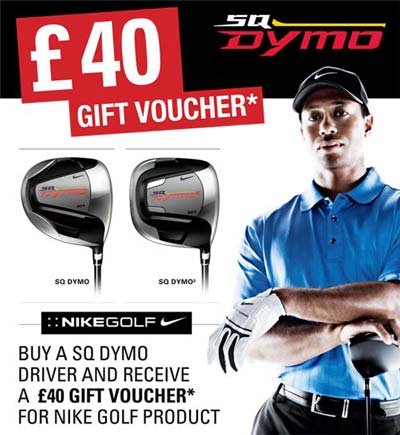 £40
GIFT VOUCHER*
SQ
DYMO
SQ DYMO
SQ DYMO²
NIKEGOLF
BUY A SQ DYMO
DRIVER AND RECEIVE
A £40 GIFT VOUCHER*
FOR NIKE GOLF PRODUCT